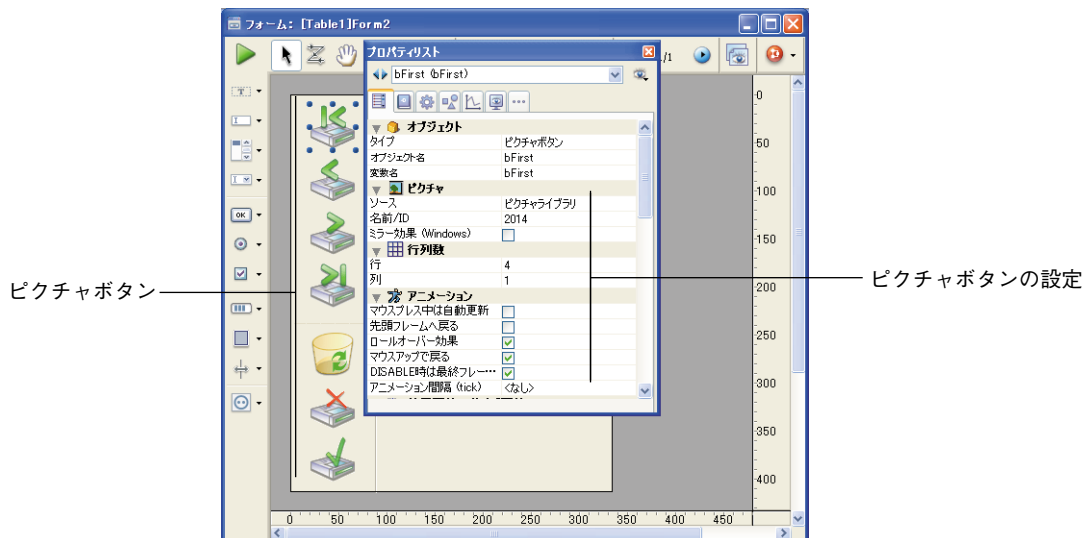 フォーム: [Table1]Form2
プロパティリスト
/1
bFirst (bFirst)
オブジェクト
タイプ ピクチャボタン
オブジェクト名 bFirst
変数名 bFirst
ピクチャ
ソース ピクチャライブラリ
名前/ID 2014
ミラー効果 (Windows)
行列数
行 4
列 1
アニメーション
マウスプレス中は自動更新
先頭フレームへ戻る
ロールオーバー効果
マウスアップで戻る
DISABLE時は最終フレー…
アニメーション間隔 (tick) <なし>
ピクチャボタン
ピクチャボタンの設定
OK
0
50
100
150
200
250
300
350
400
0 50 100 150 200 250 300 350 400 450